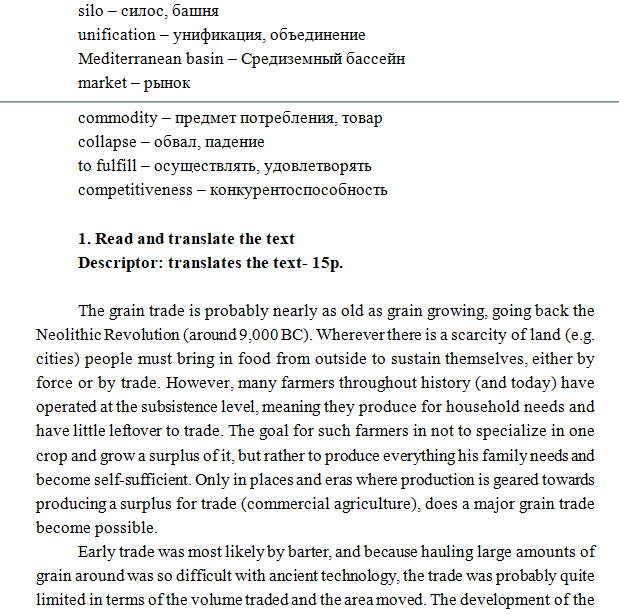 silo – силос, башня
unification – унификация, объединение
Mediterranean basin – Средиземный бассейн
market – рынок
commodity – предмет потребления, товар
collapse – обвал, падение
to fulfill – осуществлять, удовлетворять
competitiveness – конкурентоспособность
1. Read and translate the text
Descriptor: translates the text- 15p.
The grain trade is probably nearly as old as grain growing, going back the
Neolithic Revolution (around 9,000 BC). Wherever there is a scarcity of land (e.g.
cities) people must bring in food from outside to sustain themselves, either by
force or by trade. However, many farmers throughout history (and today) have
operated at the subsistence level, meaning they produce for household needs and
have little leftover to trade. The goal for such farmers in not to specialize in one
crop and grow a surplus of it, but rather to produce everything his family needs and
become self-sufficient. Only in places and eras where production is geared towards
producing a surplus for trade (commercial agriculture), does a major grain trade
become possible.
Early trade was most likely by barter, and because hauling large amounts of
grain around was so difficult with ancient technology, the trade was probably quite
limited in terms of the volume traded and the area moved. The development of the